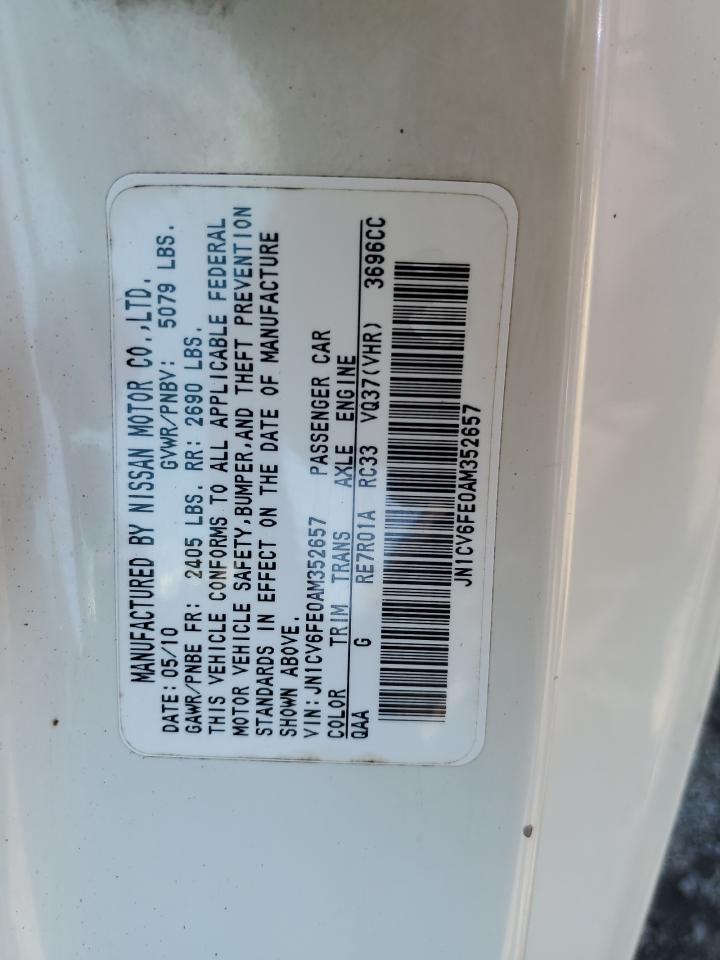 MANUFACTURED BY NISSAN MOTOR CO.,LTD.
DATE: 05/10 GVWR/PNBV: 5079 LBS.
GAWR/PNBE FR: 2405 LBS. RR: 2690 LBS.
THIS VEHICLE CONFORMS TO ALL APPLICABLE FEDERAL
MOTOR VEHICLE SAFETY,BUMPER,AND THEFT PREVENTION
STANDARDS IN EFFECT ON THE DATE OF MANUFACTURE
SHOWN ABOVE.
VIN:JN1CV6FE0AM352657 PASSENGER CAR
COLOR TRIM TRANS AXLE ENGINE
QAA G RE7R01A RC33 VQ37(VHR) 3696CC
JN1CV6FE0AM352657